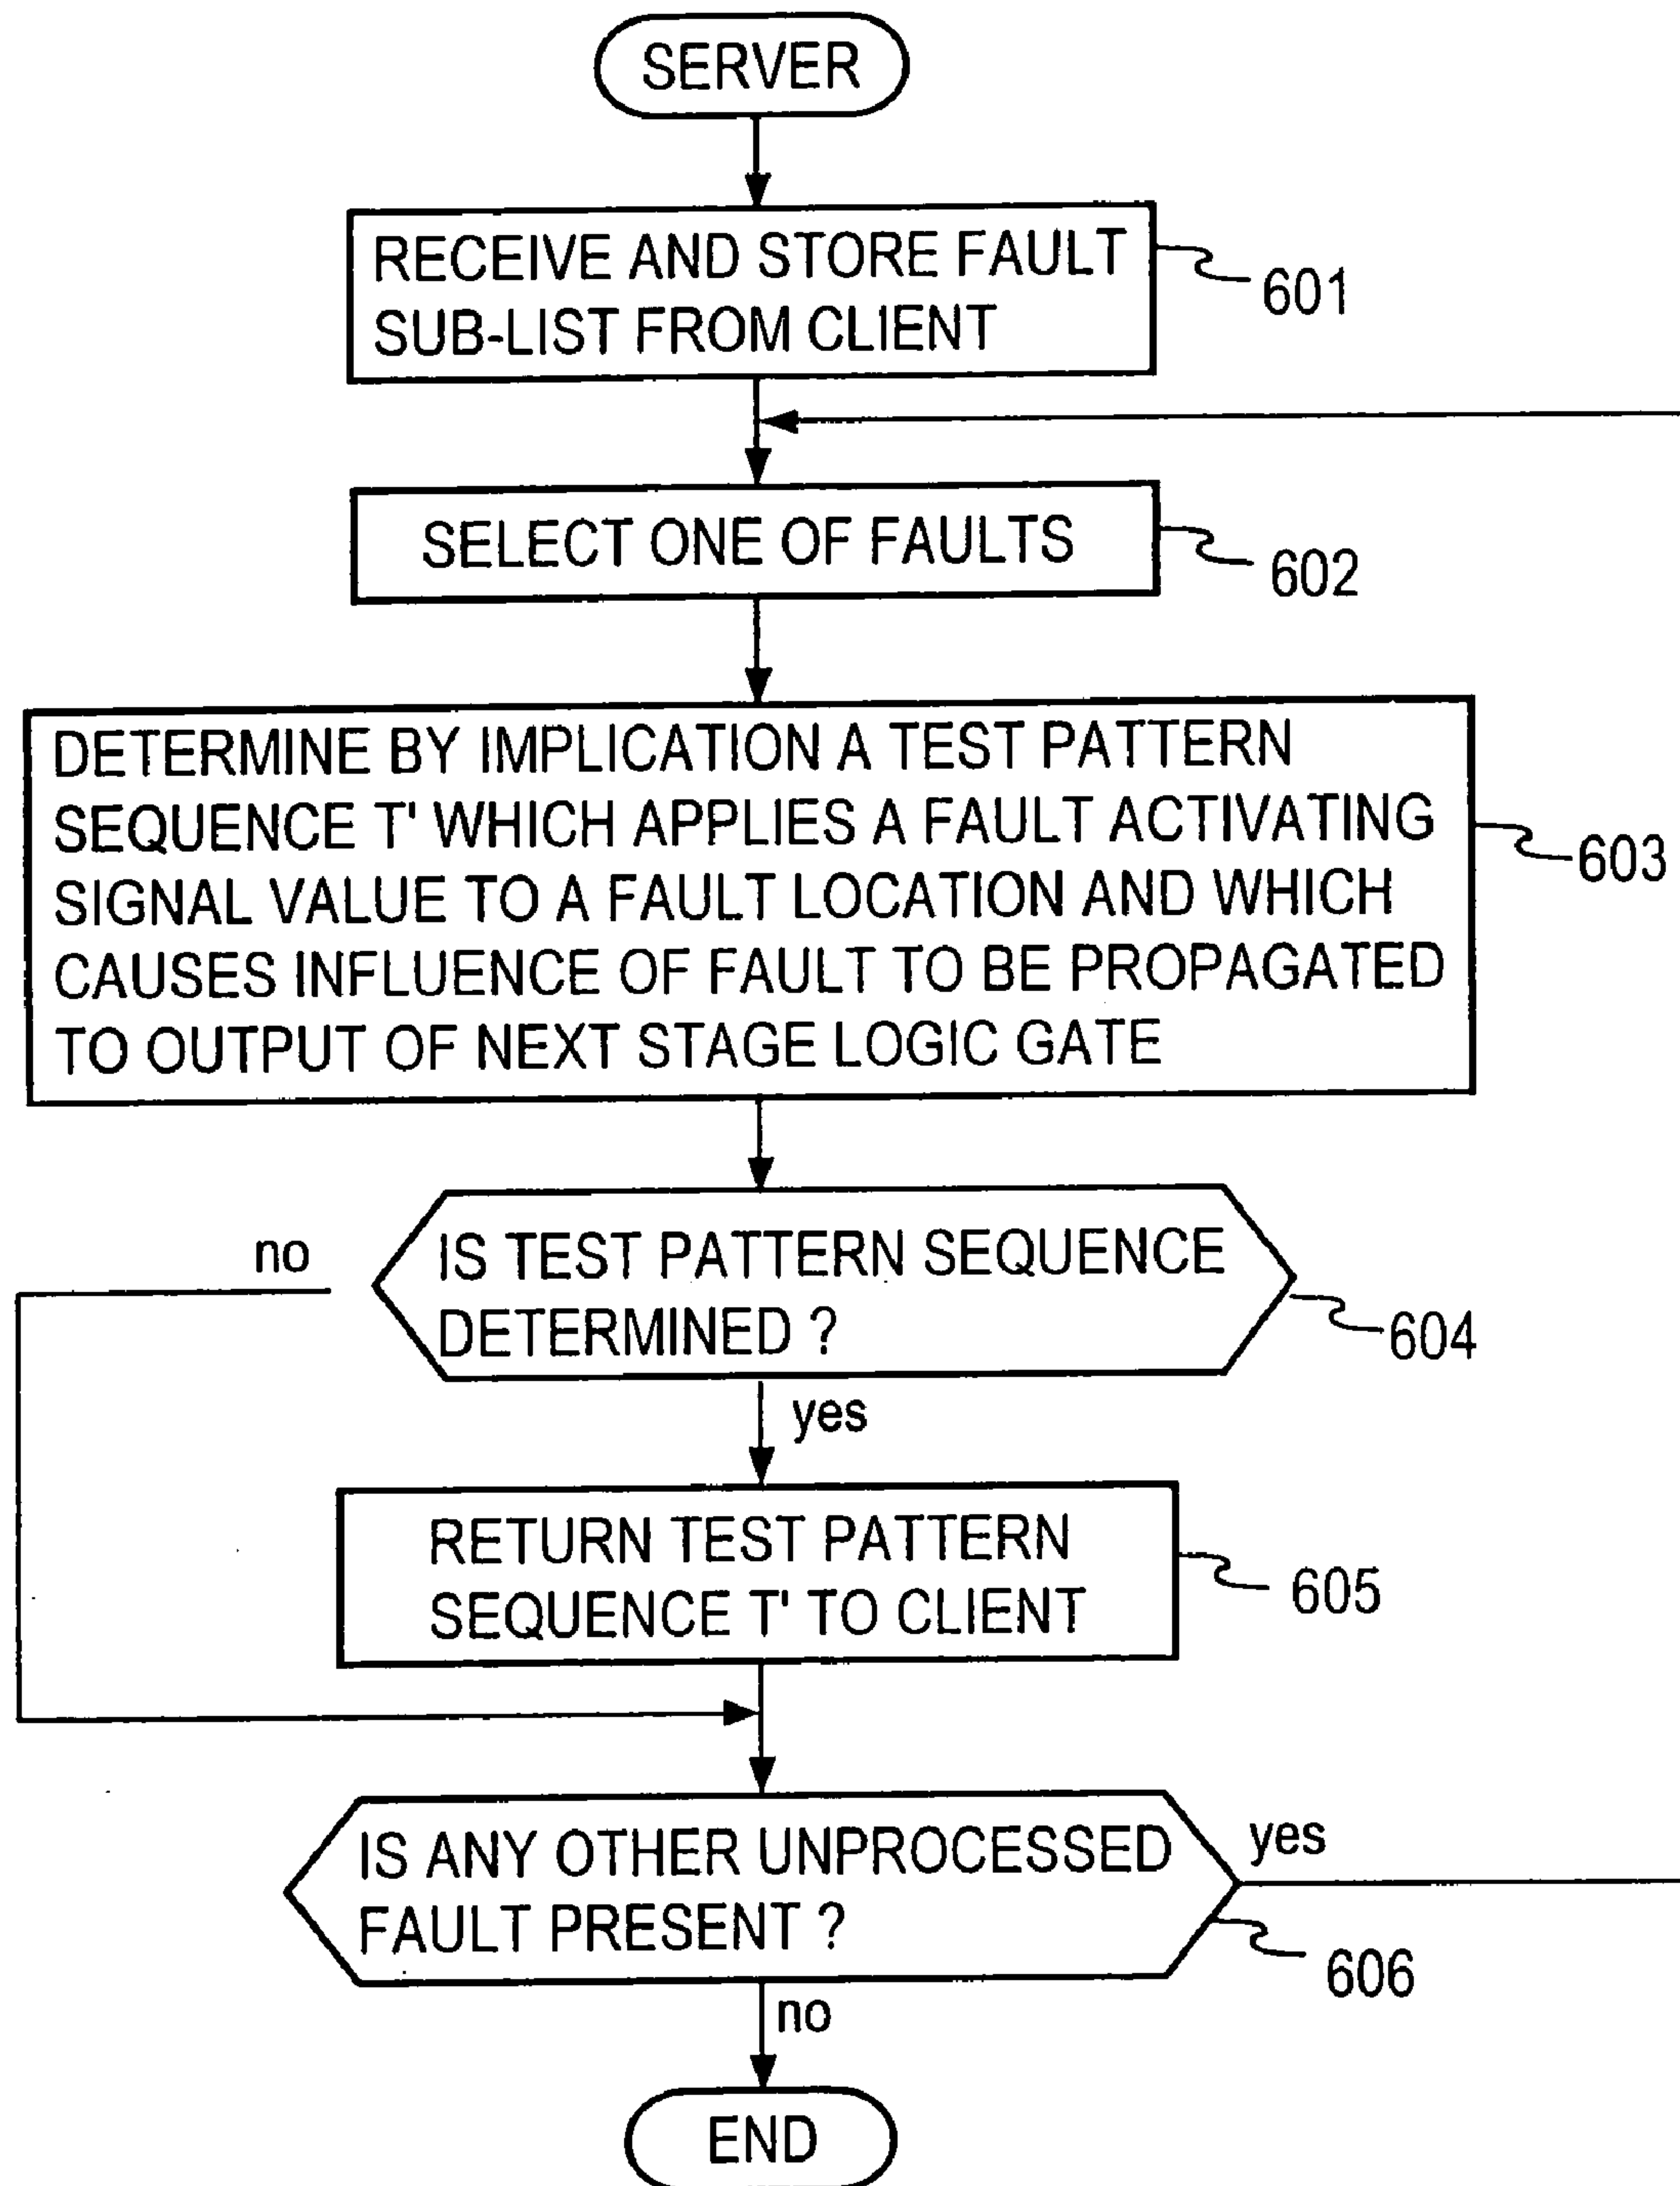 SERVER
RECEIVE AND STORE FAULT
SUB-LIST FROM CLIENT
601
SELECT ONE OF FAULTS
602
DETERMINE BY IMPLICATION A TEST PATTERN
SEQUENCE T' WHICH APPLIES A FAULT ACTIVATING
SIGNAL VALUE TO A FAULT LOCATION AND WHICH
CAUSES INFLUENCE OF FAULT TO BE PROPAGATED
TO OUTPUT OF NEXT STAGE LOGIC GATE
603
no
IS TEST PATTERN SEQUENCE
DETERMINED ?
604
yes
RETURN TEST PATTERN
SEQUENCE T' TO CLIENT
605
IS ANY OTHER UNPROCESSED
FAULT PRESENT ?
yes
606
no
END